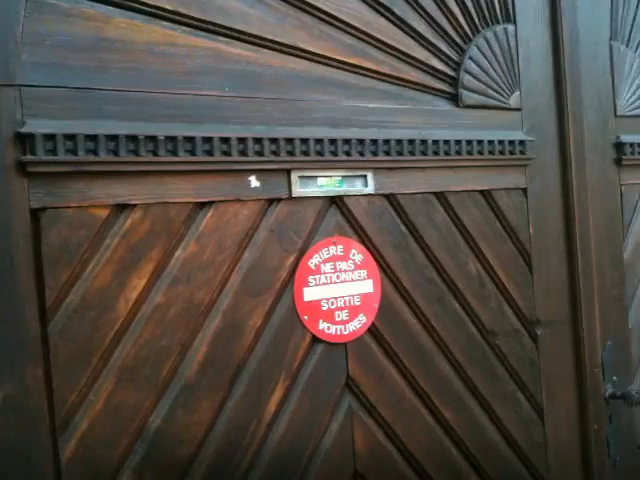 PRIERE DE
NE PAS
STATIONNER
SORTIE
DE
VOITURES